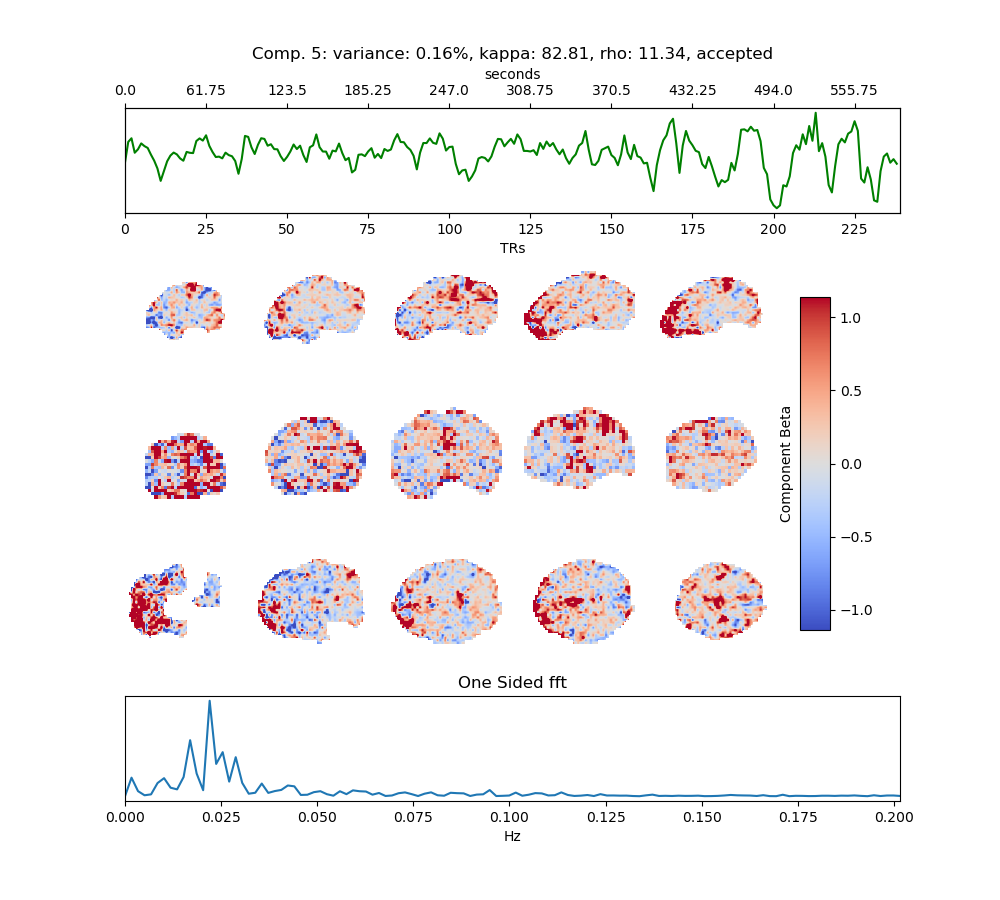 Comp. 5: variance: 0.16%, kappa: 82.81, rho: 11.34, accepted
seconds
0.0 61.75 123.5 185.25 247.0 308.75 370.5 432.25 494.0 555.75
0 25 50 75 100 125 150 175 200 225
TRs
Component Beta
1.0
0.5
0.0
−0.5
−1.0
One Sided fft
0.000 0.025 0.050 0.075 0.100 0.125 0.150 0.175 0.200
Hz